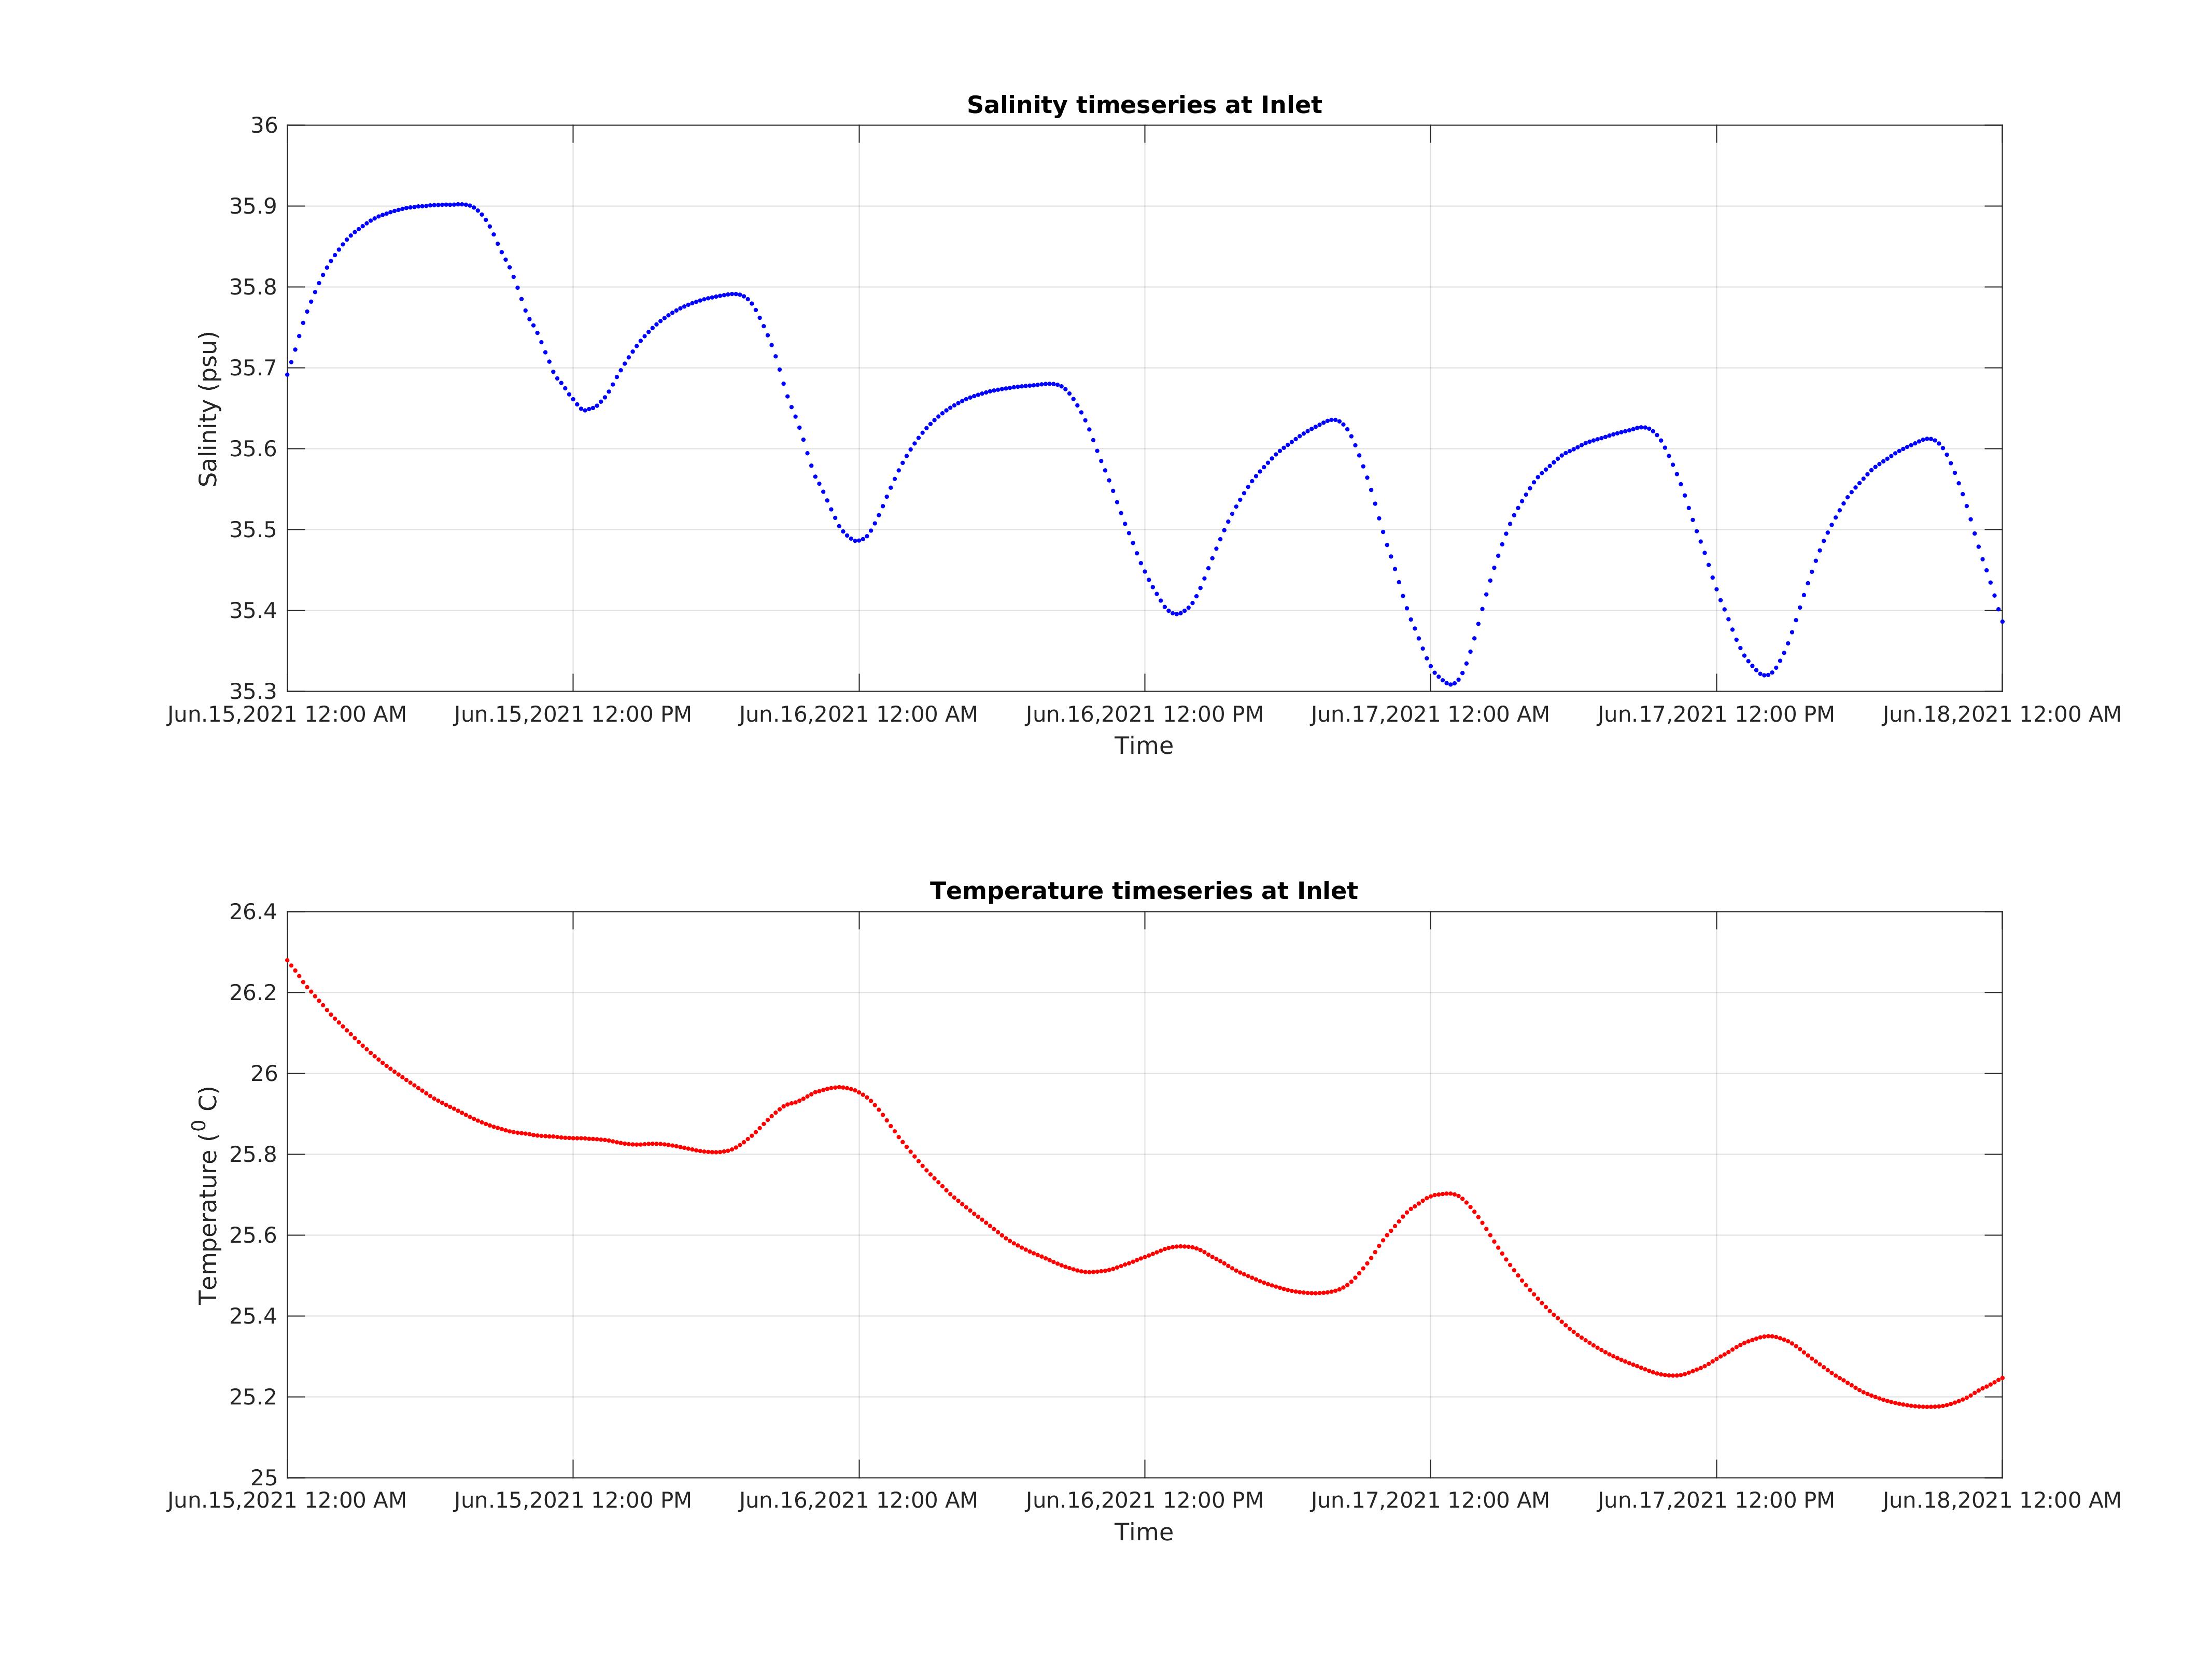 Salinity timeseries at Inlet
36
35.9
35.8
35.7
35.6
35.5
35.4
35.3
Salinity (psu)
Jun.15,2021 12:00 AM Jun.15,2021 12:00 PM Jun.16,2021 12:00 AM Jun.16,2021 12:00 PM Jun.17,2021 12:00 AM Jun.17,2021 12:00 PM Jun.18,2021 12:00 AM
Time
Temperature timeseries at Inlet
26.4
26.2
26
25.8
25.6
25.4
25.2
25
Temperature (⁰ C)
Jun.15,2021 12:00 AM Jun.15,2021 12:00 PM Jun.16,2021 12:00 AM Jun.16,2021 12:00 PM Jun.17,2021 12:00 AM Jun.17,2021 12:00 PM Jun.18,2021 12:00 AM
Time